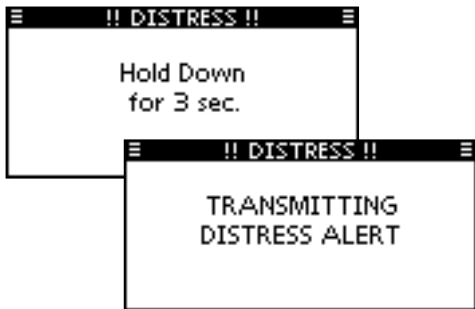 !! DISTRESS !!
Hold Down
for 3 sec.
!! DISTRESS !!
TRANSMITTING
DISTRESS ALERT